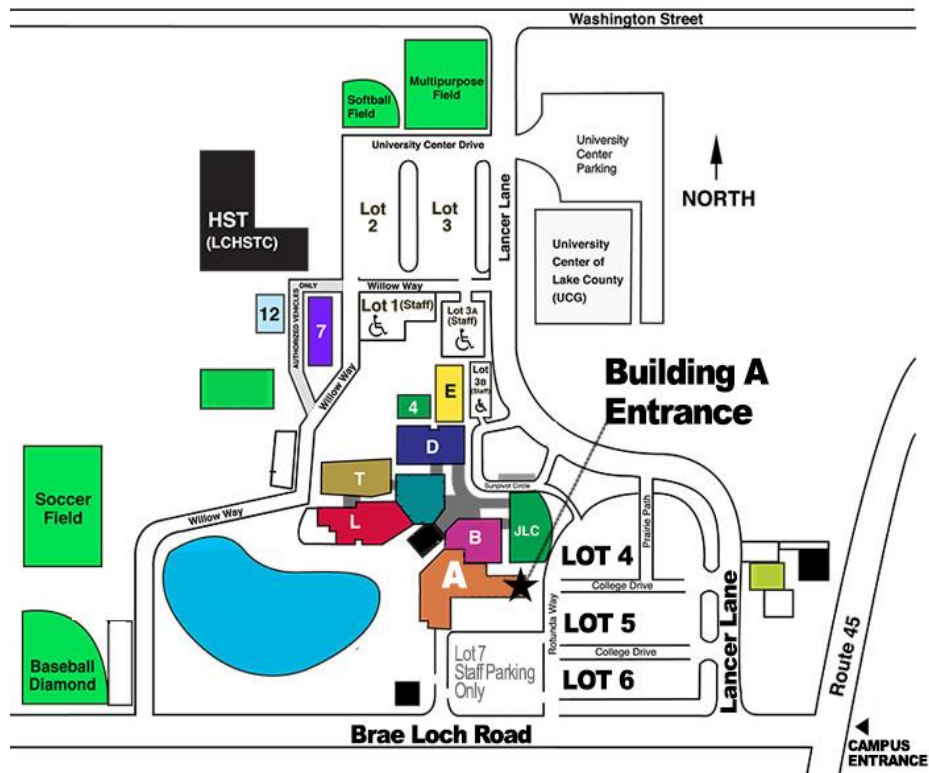 Washington Street
Multipurpose
Field
Softball
Field
University Center Drive
University
Center
Parking
NORTH
HST
(LCHSTC)
Lot
2
Lot
3
Lancer Lane
University
Center of
Lake County
(UCG)
ONLY
Willow Way
12
AUTHORIZED VEHICLES
7
Lot 1 (Staff)
Lot 3A
(Staff)
Lot
3B
(Staff)
Willow Way
E
4
Building A
Entrance
D
T
Sunpivot Circle
L
Soccer
Field
Willow Way
B
JLC
Prairie Path
LOT 4
A
College Drive
Rotunda Way
LOT 5
Lancer Lane
College Drive
Lot 7
Staff Parking
Only
LOT 6
Baseball
Diamond
Route 45
Brae Loch Road
CAMPUS
ENTRANCE